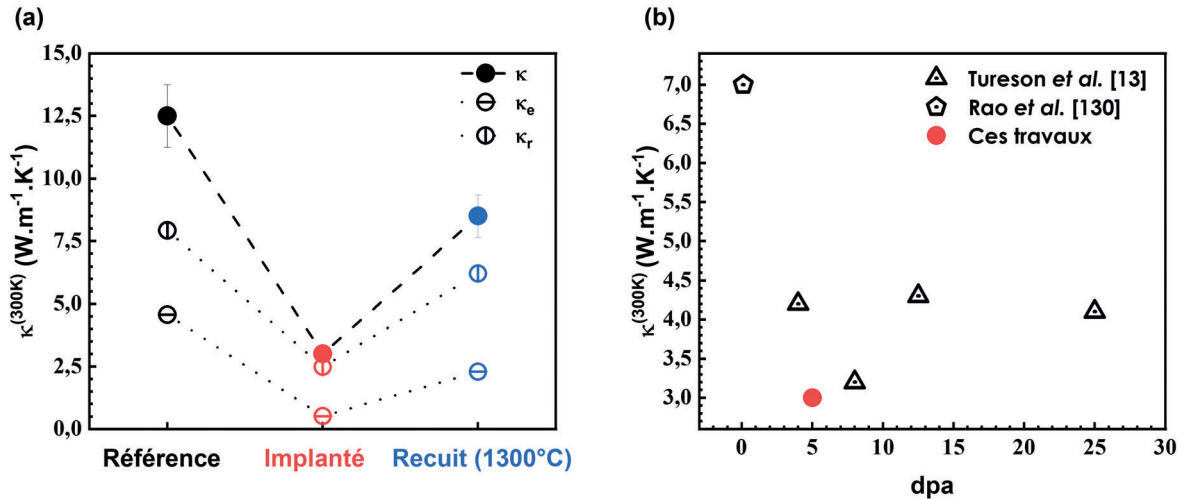 (a)
κ^(300K) (W.m^-1.K^-1)
15,0
12,5
10,0
7,5
5,0
2,5
0,0
κ
κ_e
κ_r
Référence Implanté Recuit (1300°C)
(b)
κ^(300K) (W.m^-1.K^-1)
7,0
6,5
6,0
5,5
5,0
4,5
4,0
3,5
3,0
Tureson et al. [13]
Rao et al. [130]
Ces travaux
0 5 10 15 20 25 30
dpa